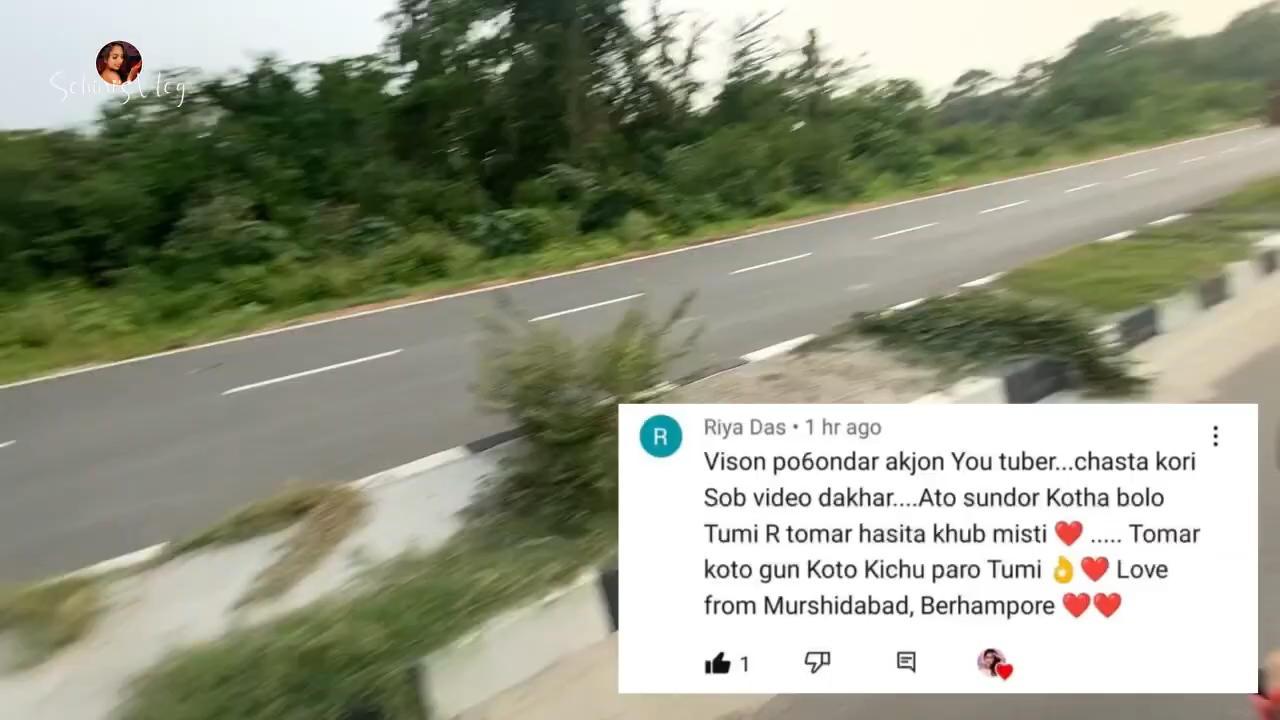 Riya Das • 1 hr ago
Vison po6ondar akjon You tuber...chasta kori
Sob video dakhar....Ato sundor Kotha bolo
Tumi R tomar hasita khub misti ❤️ ..... Tomar
koto gun Koto Kichu paro Tumi 👌❤️ Love
from Murshidabad, Berhampore ❤️❤️
1